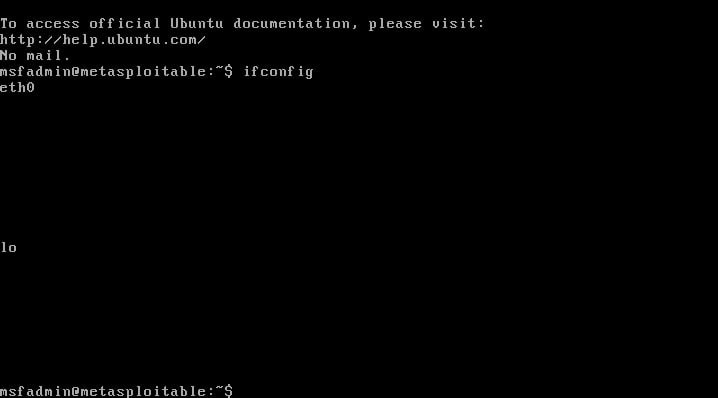 To access official Ubuntu documentation, please visit:
http://help.ubuntu.com/
No mail.
msfadmin@metasploitable:~$ ifconfig
eth0
lo
msfadmin@metasploitable:~$